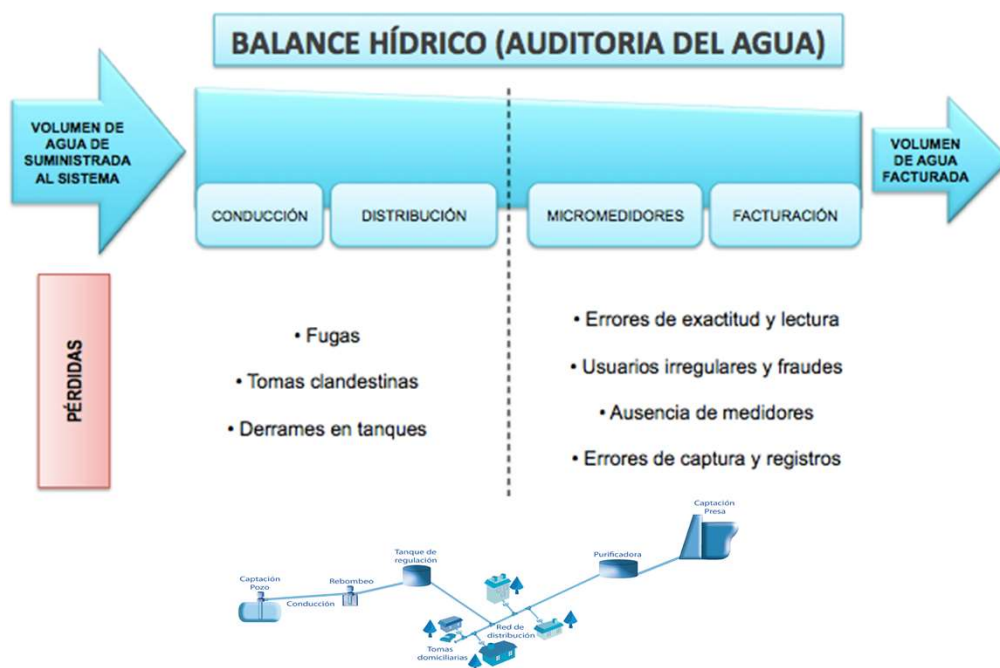 BALANCE HÍDRICO (AUDITORIA DEL AGUA)
VOLUMEN DE
AGUA DE
SUMINISTRADA
AL SISTEMA
CONDUCCIÓN
DISTRIBUCIÓN
MICROMEDIDORES
FACTURACIÓN
VOLUMEN
DE AGUA
FACTURADA
PÉRDIDAS
• Fugas
• Tomas clandestinas
• Derrames en tanques
• Errores de exactitud y lectura
• Usuarios irregulares y fraudes
• Ausencia de medidores
• Errores de captura y registros
Captación
Pozo
Conducción
Rebombeo
Tanque de
regulación
Tomas
domiciliarias
Red de
distribución
Purificadora
Captación
Presa